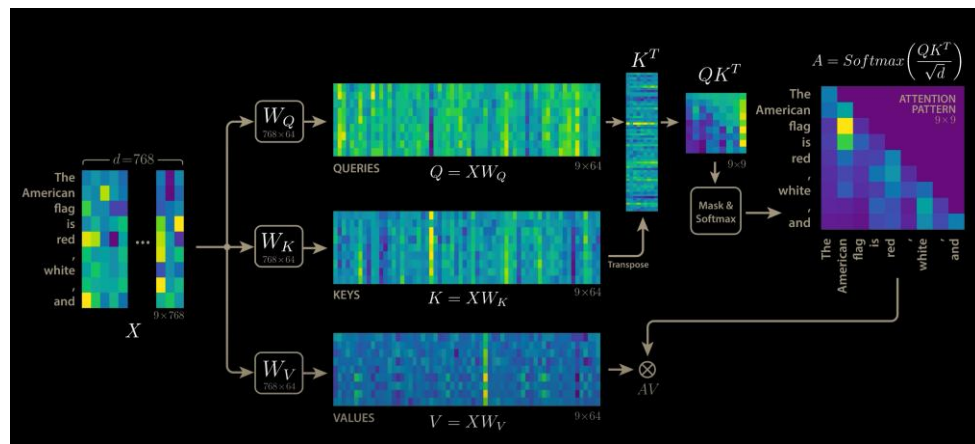 d=768
The
American
flag
is
red
,
white
,
and
...
9×768
X
W_Q
768×64
QUERIES
Q = XW_Q
9×64
W_K
768×64
KEYS
K = XW_K
9×64
W_V
768×64
VALUES
V = XW_V
9×64
K^T
Transpose
QK^T
9×9
Mask &
Softmax
A = Softmax(QK^T/√d)
ATTENTION
PATTERN
9×9
The
American
flag
is
red
,
white
,
and
The
American
flag
is
red
,
white
,
and
⊗
AV